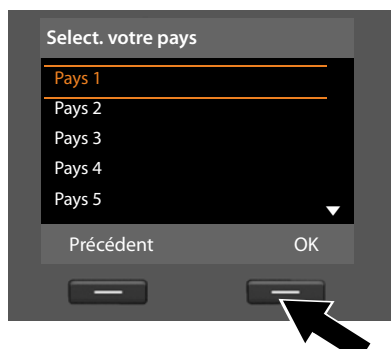 Select. votre pays
Pays 1
Pays 2
Pays 3
Pays 4
Pays 5
Précédent OK